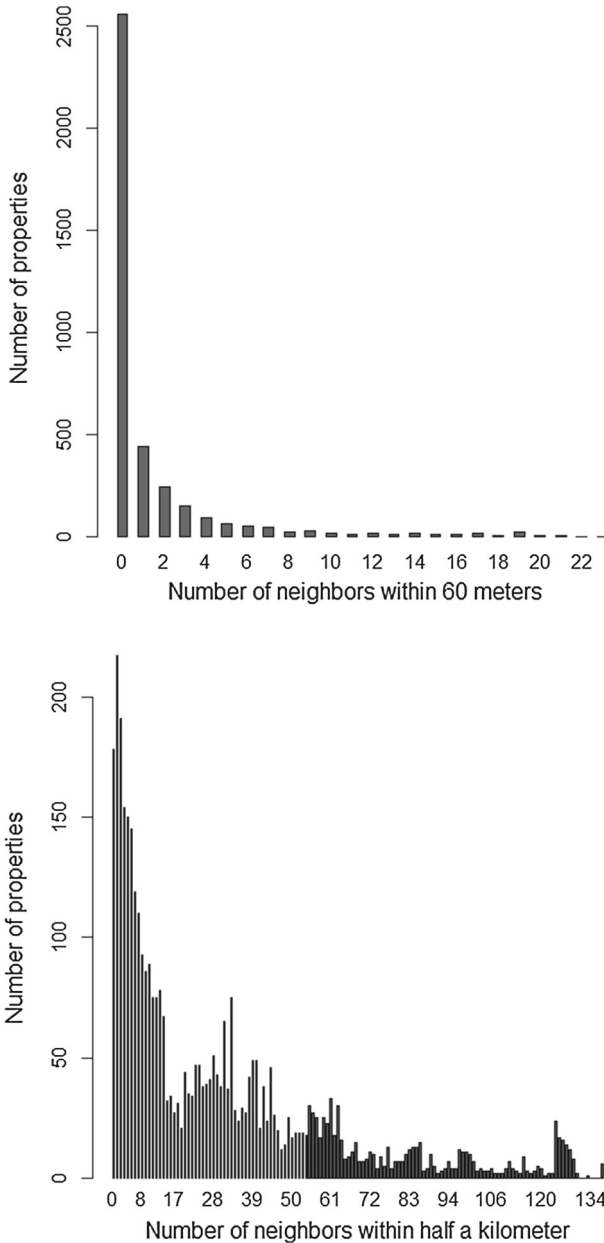 Number of properties
2500
2000
1500
1000
500
0
0 2 4 6 8 10 12 14 16 18 20 22
Number of neighbors within 60 meters
Number of properties
200
150
100
50
0
0 8 17 28 39 50 61 72 83 94 106 120 134
Number of neighbors within half a kilometer